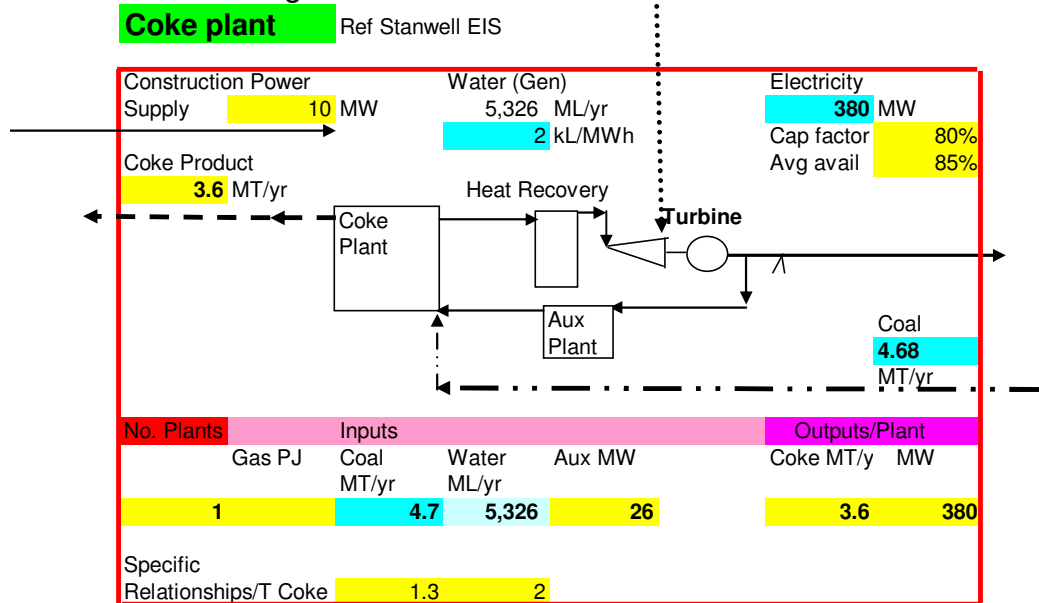 Coke plant Ref Stanwell EIS
Construction Power Water (Gen) Electricity
Supply 10 MW 5,326 ML/yr 380 MW
2 kL/MWh Cap factor 80%
Coke Product Avg avail 85%
3.6 MT/yr Heat Recovery
Turbine
Coke
Plant
Aux
Plant
Coal
4.68
MT/yr
No. Plants Inputs Outputs/Plant
Gas PJ Coal Water Aux MW Coke MT/y MW
MT/yr ML/yr
1 4.7 5,326 26 3.6 380
Specific
Relationships/T Coke 1.3 2